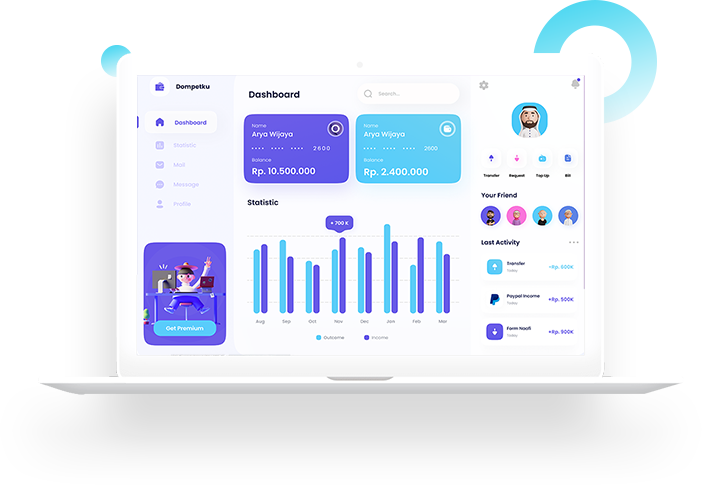 Dompetku
Dashboard
Statistic
Mail
Message
Profile
Get Premium
Dashboard
Search...
Name
Arya Wijaya
•••• •••• 2600
Balance
Rp. 10.500.000
Name
Arya Wijaya
•••• •••• 2600
Balance
Rp. 2.400.000
Statistic
+ 700 K
Aug Sep Oct Nov Dec Jan Feb Mar
Outcome Income
Transfer Request Top Up Bill
Your Friend
Last Activity
Transfer
Today
+Rp. 600K
Paypal Income
Today
+Rp. 500K
Form Naofi
Today
+Rp. 900K